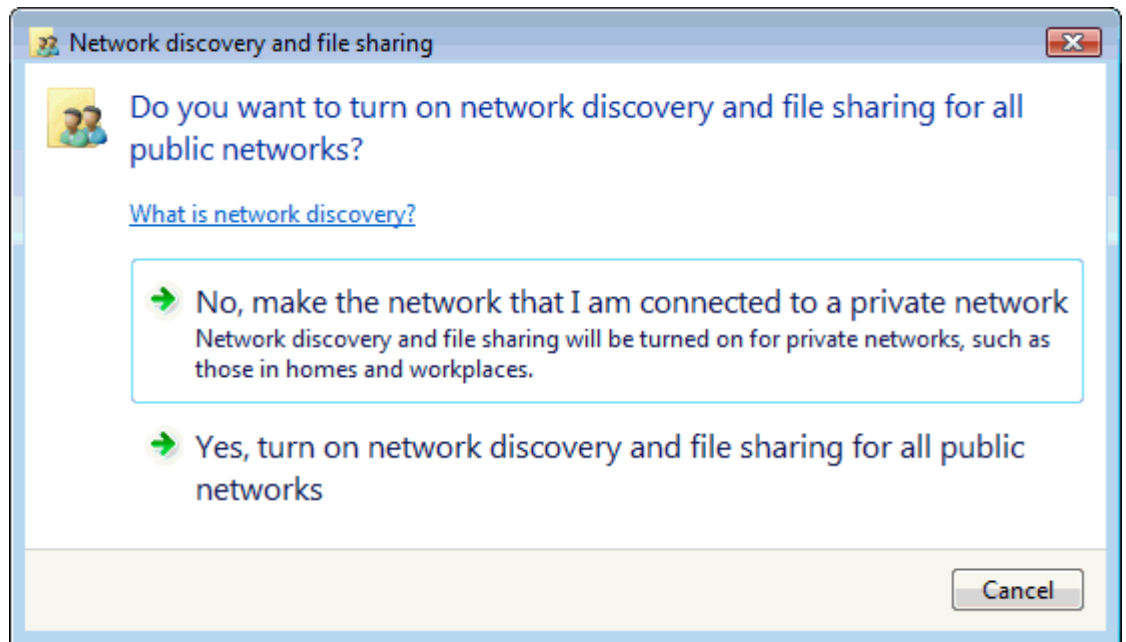 Network discovery and file sharing
Do you want to turn on network discovery and file sharing for all
public networks?
What is network discovery?
No, make the network that I am connected to a private network
Network discovery and file sharing will be turned on for private networks, such as
those in homes and workplaces.
Yes, turn on network discovery and file sharing for all public
networks
Cancel